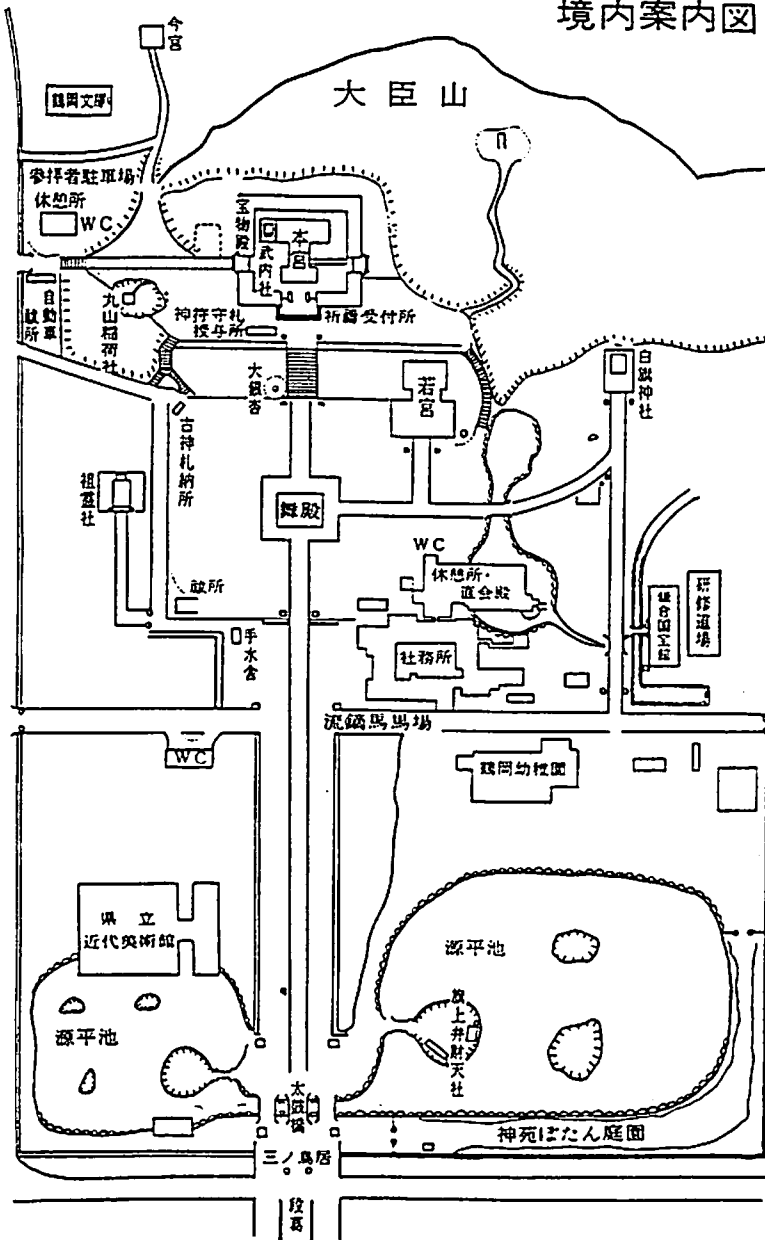 境内案内図
今宮
鶴岡文庫
大臣山
参拝者駐車場
休憩所
WC
宝物殿
武内社
本宮
自動車
祓所
丸山稲荷社
神符守札
授与所
祈祷受付所
大銀杏
若宮
白旗神社
古神札納所
祖霊社
舞殿
WC
休憩所・
直会殿
祓所
手水舎
社務所
鎌倉国宝館
研修道場
流鏑馬馬場
WC
鶴岡幼稚園
県立
近代美術館
源平池
源平池
旗上弁財天社
太鼓橋
神苑ぼたん庭園
三ノ鳥居
段葛